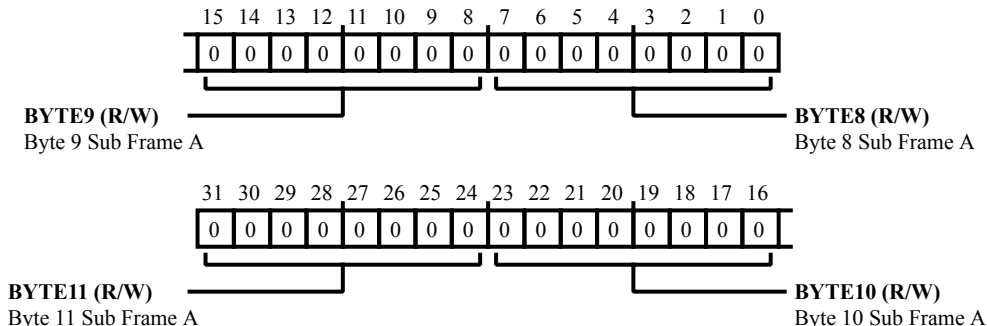 15 14 13 12 11 10 9 8 7 6 5 4 3 2 1 0
0 0 0 0 0 0 0 0 0 0 0 0 0 0 0 0
BYTE9 (R/W) BYTE8 (R/W)
Byte 9 Sub Frame A Byte 8 Sub Frame A
31 30 29 28 27 26 25 24 23 22 21 20 19 18 17 16
0 0 0 0 0 0 0 0 0 0 0 0 0 0 0 0
BYTE11 (R/W) BYTE10 (R/W)
Byte 11 Sub Frame A Byte 10 Sub Frame A